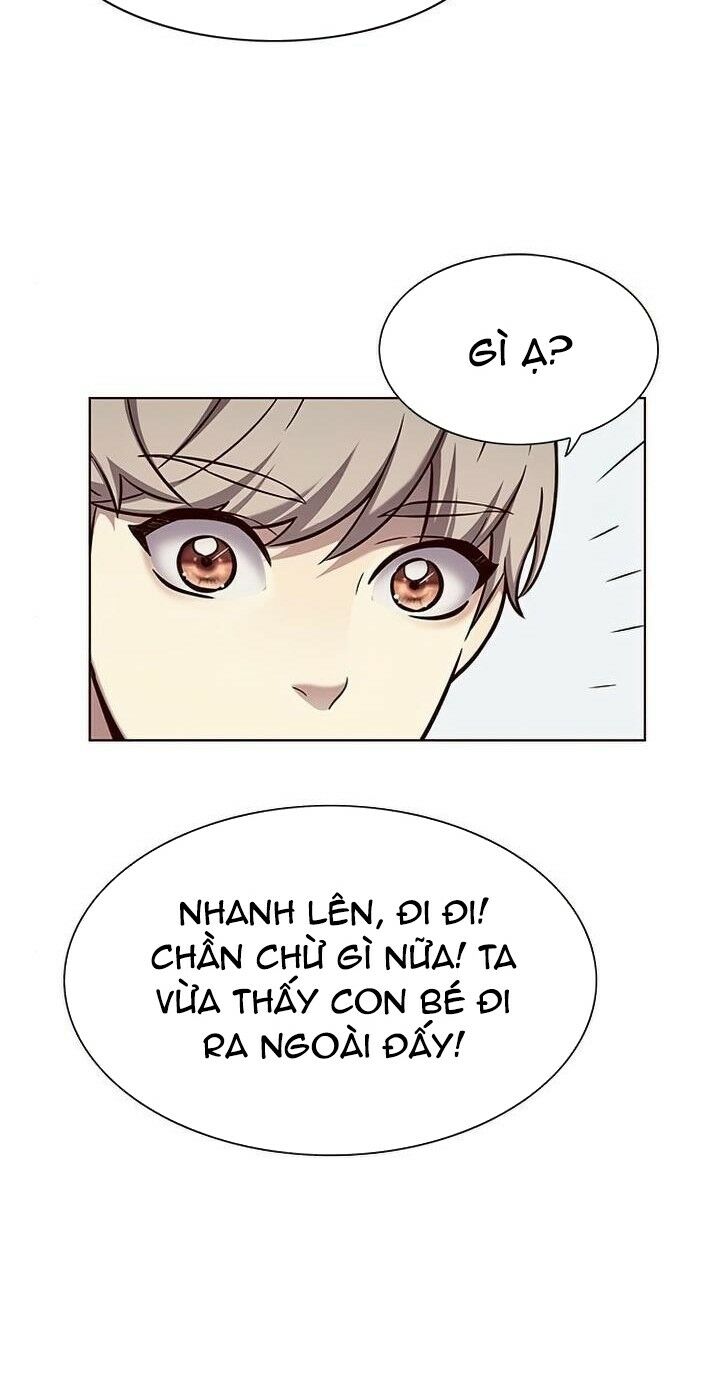 GÌ Ạ?
NHANH LÊN, ĐI ĐI!
CHẦN CHỪ GÌ NỮA! TA
VỪA THẤY CON BÉ ĐI
RA NGOÀI ĐẤY!